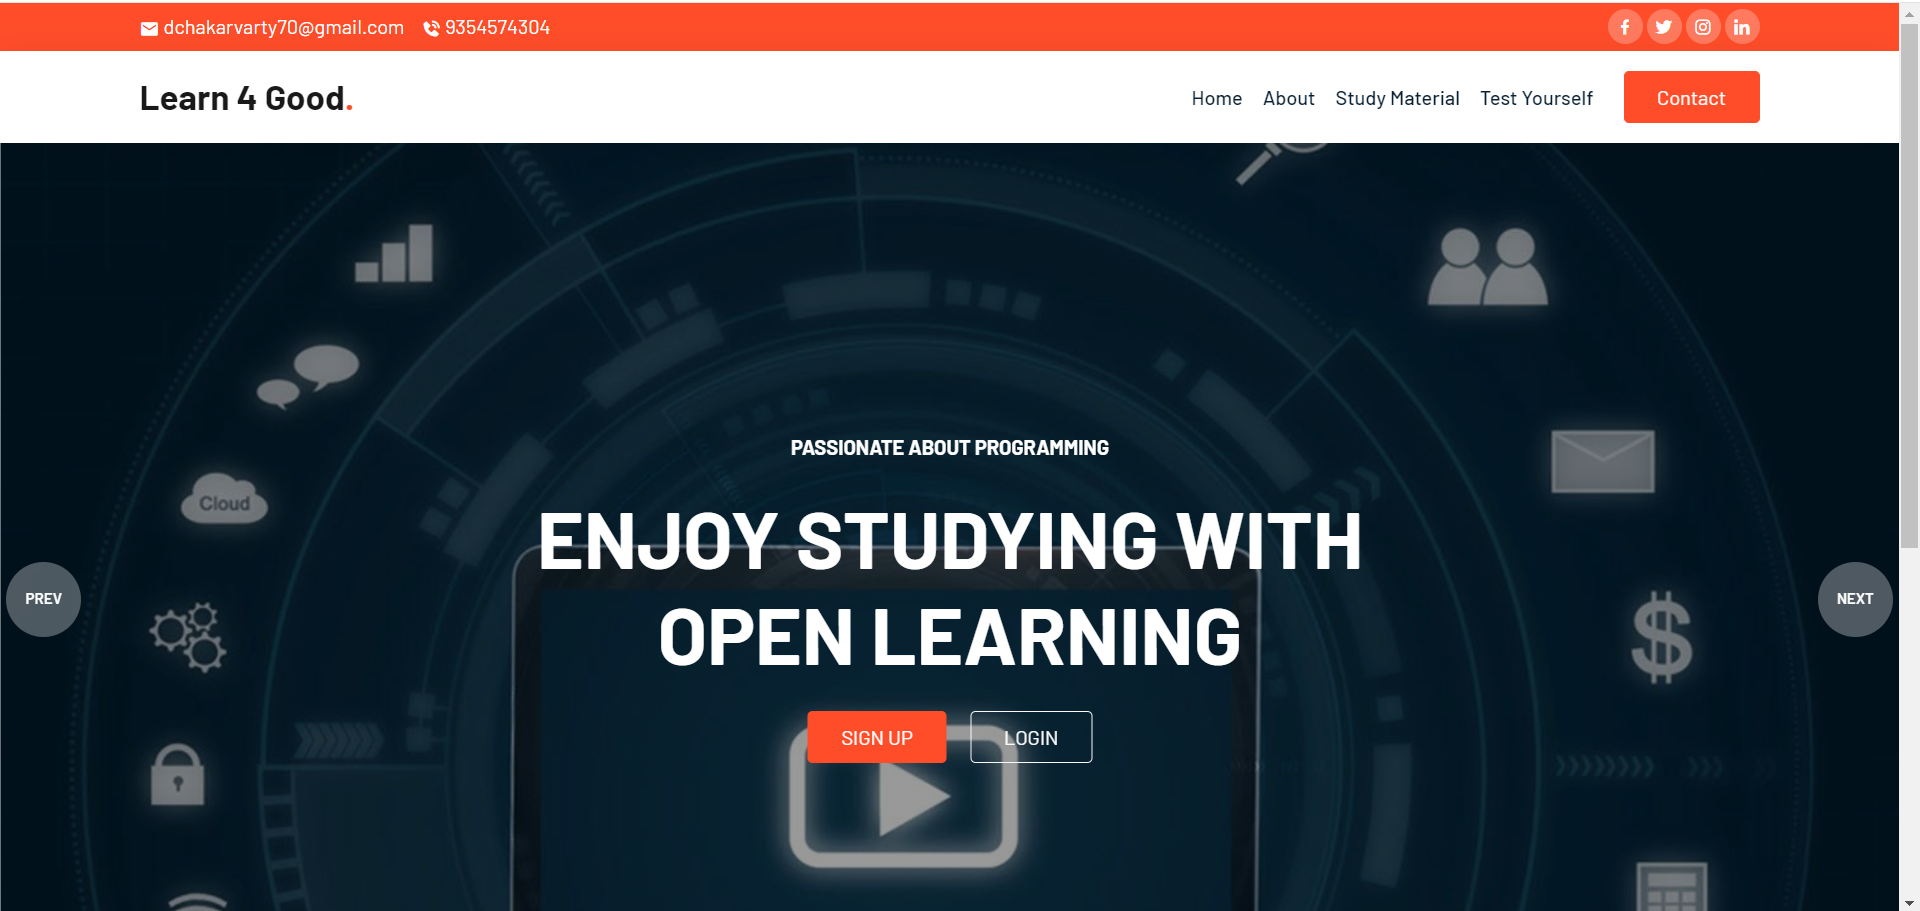 dchakarvarty70@gmail.com 9354574304
Learn 4 Good.
Home About Study Material Test Yourself Contact
Cloud
PASSIONATE ABOUT PROGRAMMING
ENJOY STUDYING WITH
OPEN LEARNING
PREV
NEXT
SIGN UP LOGIN